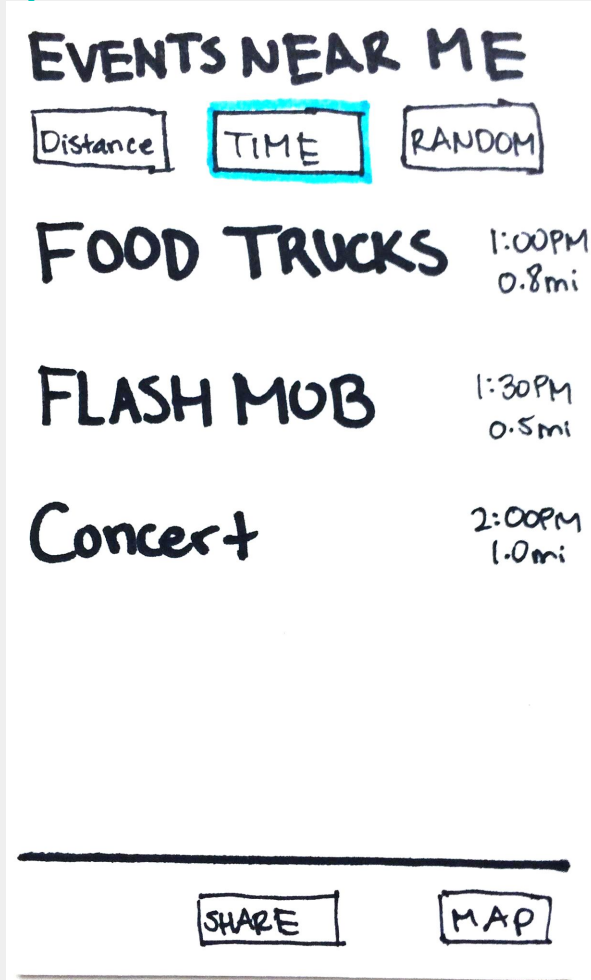 EVENTS NEAR ME
Distance TIME RANDOM
FOOD TRUCKS 1:00PM
0.8mi
FLASH MOB 1:30PM
0.5mi
Concert 2:00PM
1.0mi
SHARE MAP